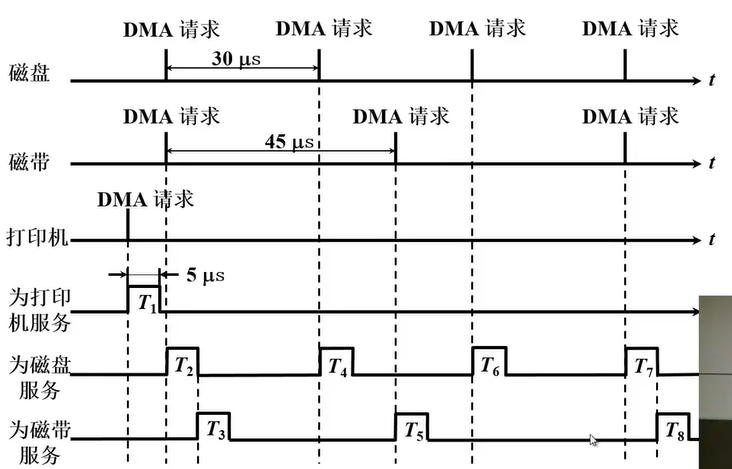 DMA 请求 DMA 请求 DMA 请求 DMA 请求
30 μs
磁盘 t
DMA 请求 DMA 请求 DMA 请求
45 μs
磁带 t
DMA 请求
打印机 t
5 μs
为打印 T1
机服务
为磁盘 T2 T4 T6 T7
服务
为磁带 T3 T5 T8
服务